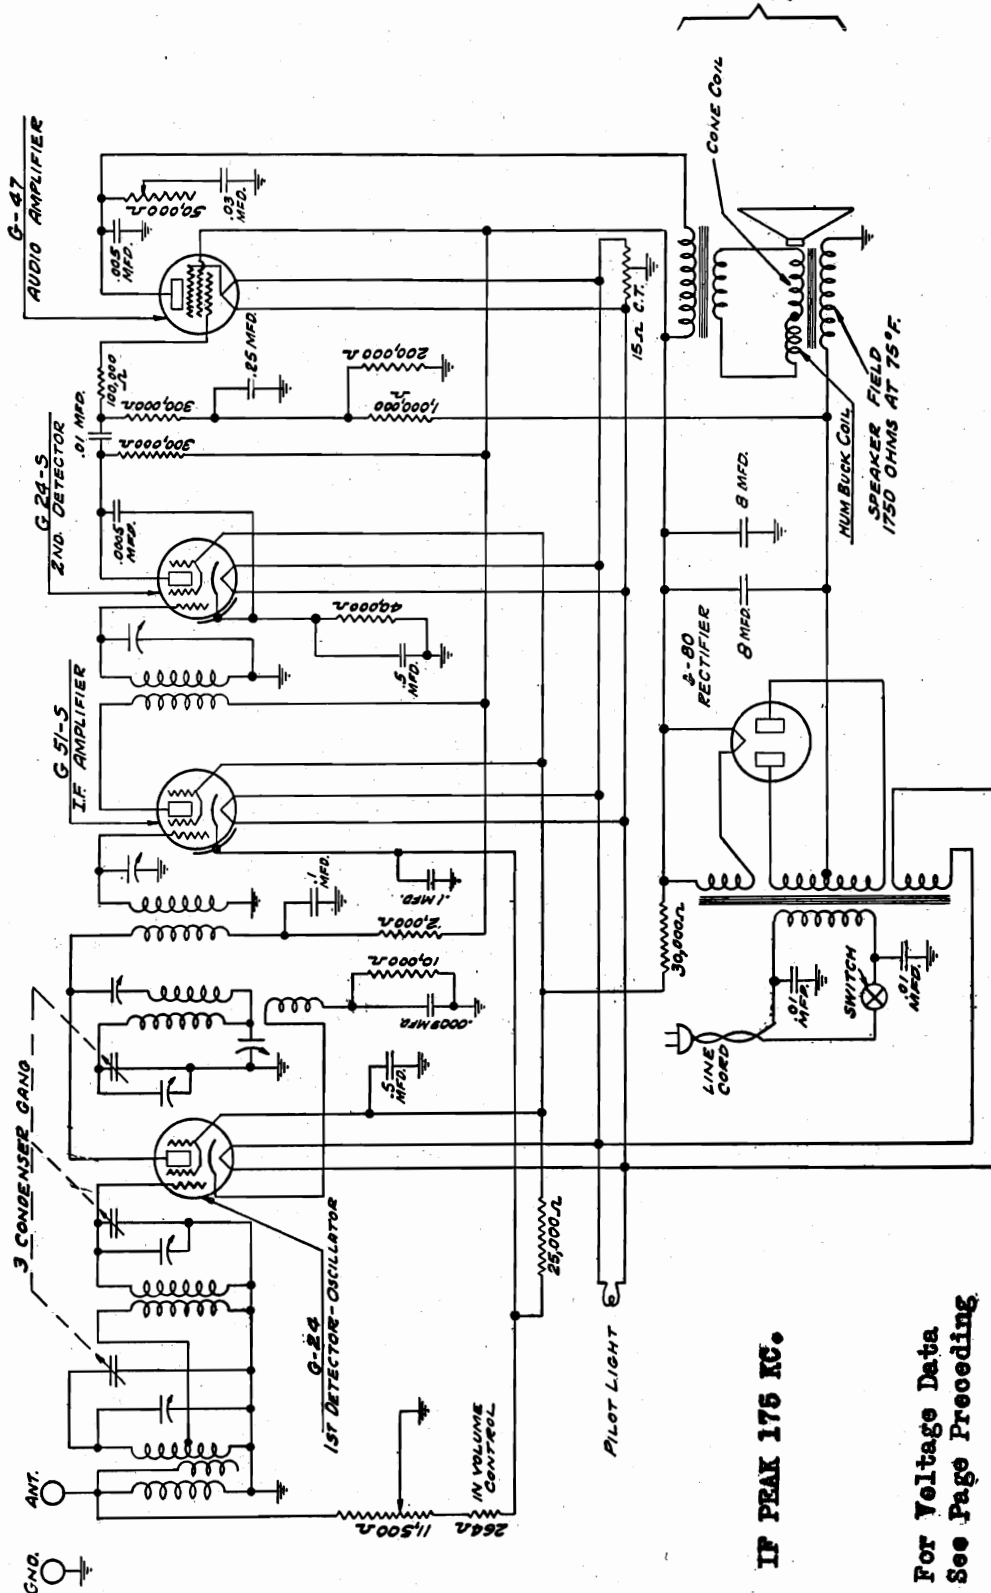 GND.
ANT.
3 CONDENSER GANG
G-24
1ST DETECTOR-OSCILLATOR
G 51-S
I.F AMPLIFIER
G 24-S
2ND. DETECTOR
G-47
AUDIO AMPLIFIER
.01 MFD.
100,000
Ω
.005
MFD.
50,000Ω
.03
MFD.
.0005
MFD.
300,000Ω
300,000Ω
.25 MFD.
200,000Ω
1,000,000
Ω
.1
MFD.
2,000Ω
.1 MFD.
10,000Ω
.0009 MFD.
.5
MFD.
40,000Ω
.5
MFD.
11,500Ω
264Ω
IN VOLUME
CONTROL
25,000Ω
PILOT LIGHT
15Ω C.T.
30,000Ω
G-80
RECTIFIER
8 MFD.
8 MFD.
LINE
CORD
.01
MFD.
SWITCH
.01
MFD.
CONE COIL
HUM BUCK COIL
SPEAKER FIELD
1750 OHMS AT 75°F.
IF PEAK 175 KC.
For Voltage Data
See Page Preceding